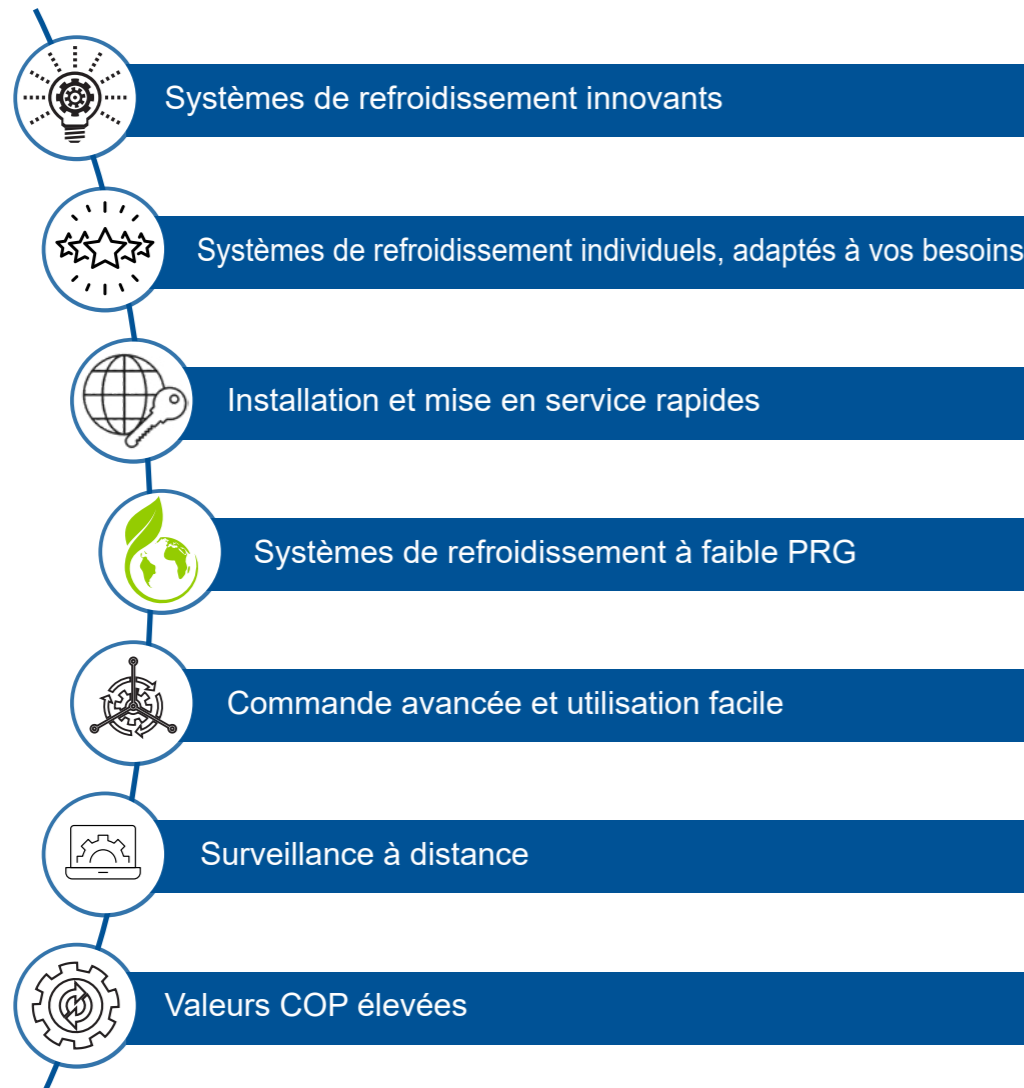 Systèmes de refroidissement innovants
Systèmes de refroidissement individuels, adaptés à vos besoins
Installation et mise en service rapides
Systèmes de refroidissement à faible PRG
Commande avancée et utilisation facile
Surveillance à distance
Valeurs COP élevées